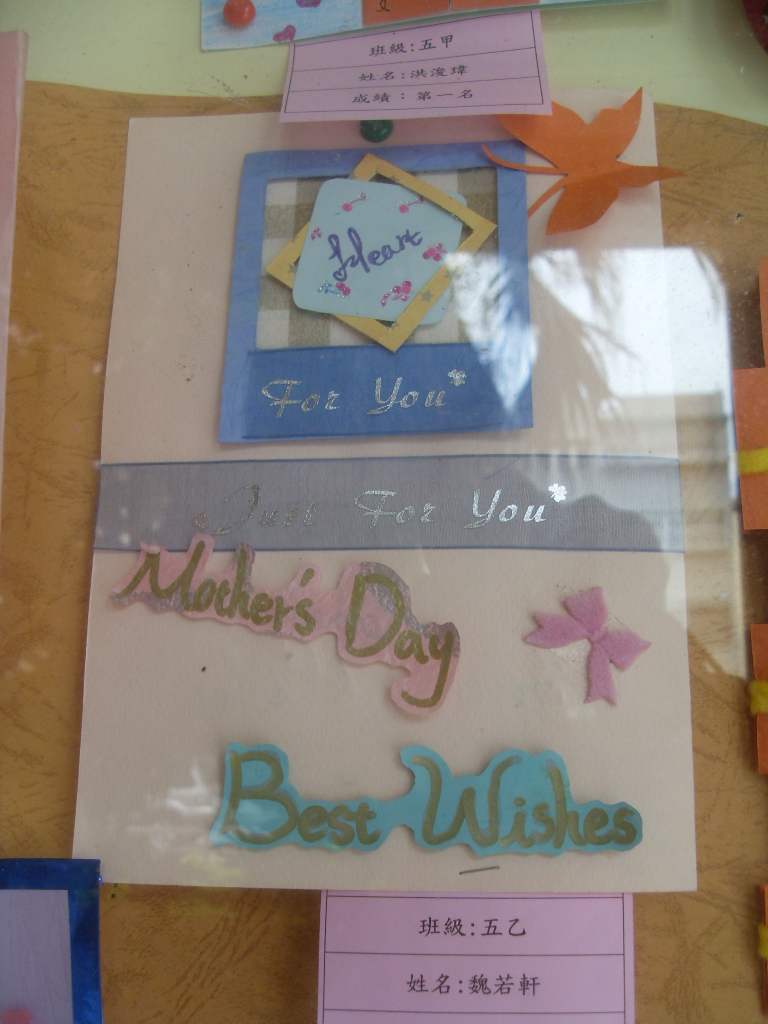 班級:五甲
姓名:洪浚瑋
成績:第一名
Heart
For You
Just For You
Mother's Day
Best Wishes
班級:五乙
姓名:魏若軒